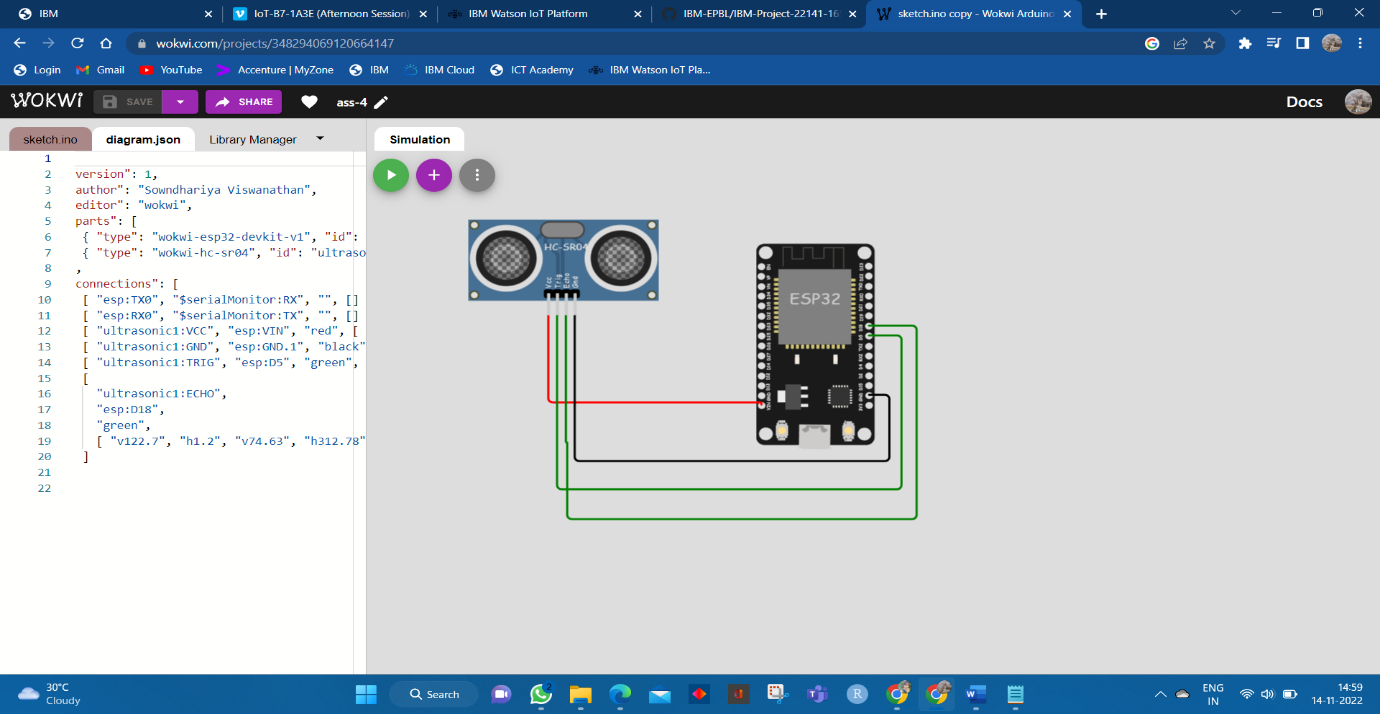 IBM
IoT-B7-1A3E (Afternoon Session)
IBM Watson IoT Platform
IBM-EPBL/IBM-Project-22141-16
sketch.ino copy - Wokwi Arduino
wokwi.com/projects/348294069120664147
Login
Gmail
YouTube
Accenture | MyZone
IBM
IBM Cloud
ICT Academy
IBM Watson IoT Pla...
WOKWi
SAVE
SHARE
ass-4
Docs
sketch.ino
diagram.json
Library Manager
Simulation
1
2 version": 1,
3 author": "Sowndhariya Viswanathan",
4 editor": "wokwi",
5 parts": [
6 { "type": "wokwi-esp32-devkit-v1", "id":
7 { "type": "wokwi-hc-sr04", "id": "ultraso
8 ,
9 connections": [
10 [ "esp:TX0", "$serialMonitor:RX", "", []
11 [ "esp:RX0", "$serialMonitor:TX", "", []
12 [ "ultrasonic1:VCC", "esp:VIN", "red", [
13 [ "ultrasonic1:GND", "esp:GND.1", "black"
14 [ "ultrasonic1:TRIG", "esp:D5", "green",
15 [
16 "ultrasonic1:ECHO",
17 "esp:D18",
18 "green",
19 [ "v122.7", "h1.2", "v74.63", "h312.78"
20 ]
21
22
HC-SR04
Vcc
Trig
Echo
Gnd
ESP32
30°C
Cloudy
Search
2
ENG
IN
14:59
14-11-2022